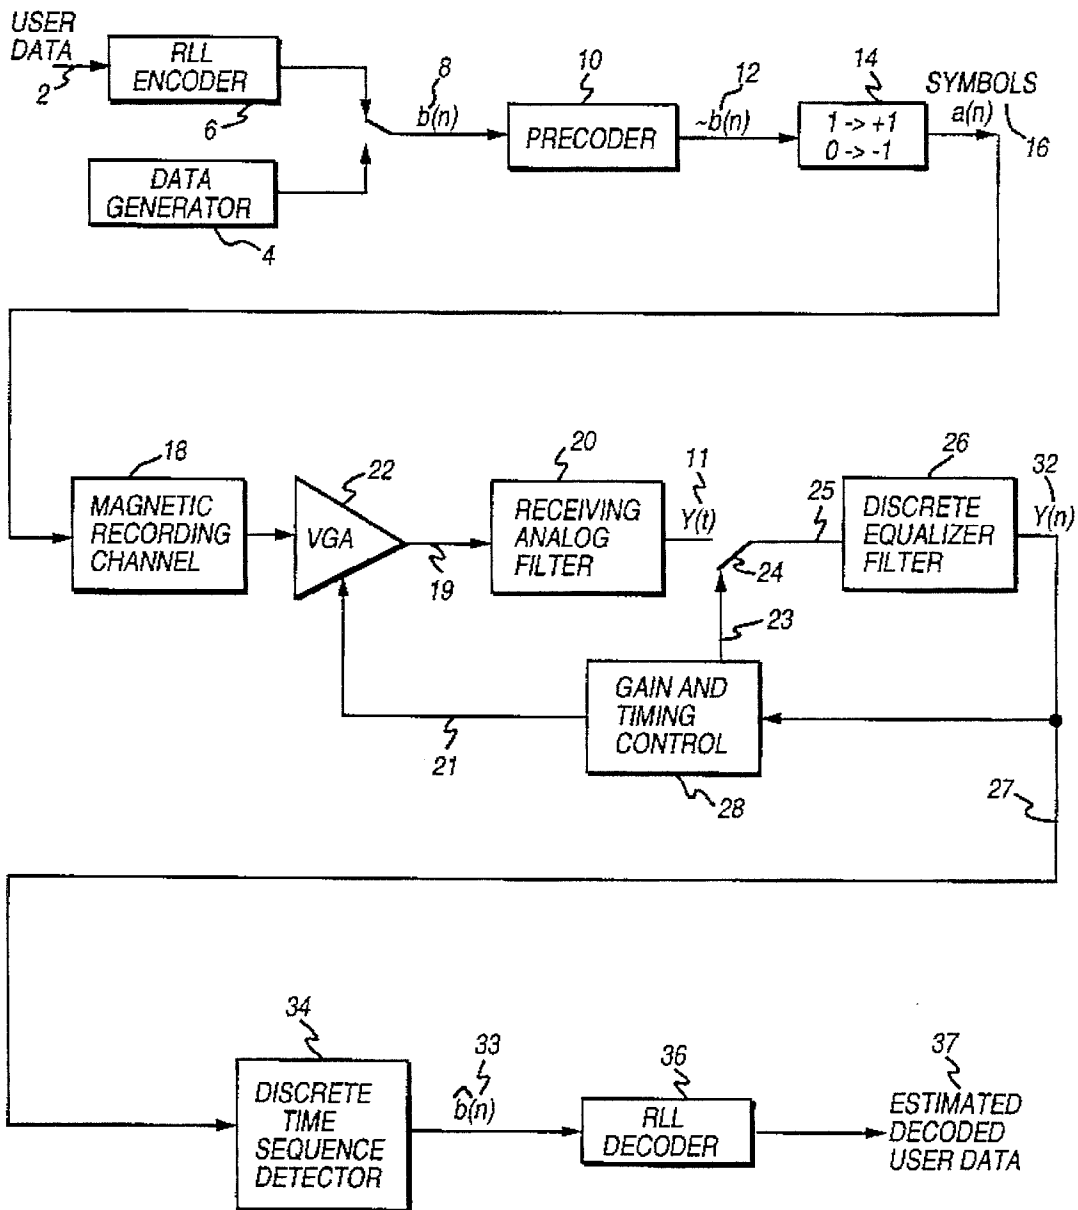 USER
DATA
2
RLL
ENCODER
6
DATA
GENERATOR
4
8
b(n)
10
PRECODER
12
~b(n)
14
1 -> +1
0 -> -1
SYMBOLS
a(n)
16
18
MAGNETIC
RECORDING
CHANNEL
22
VGA
19
20
RECEIVING
ANALOG
FILTER
11
Y(t)
24
25
26
DISCRETE
EQUALIZER
FILTER
32
Y(n)
23
GAIN AND
TIMING
CONTROL
21
28
27
34
DISCRETE
TIME
SEQUENCE
DETECTOR
33
b̂(n)
36
RLL
DECODER
37
ESTIMATED
DECODED
USER DATA